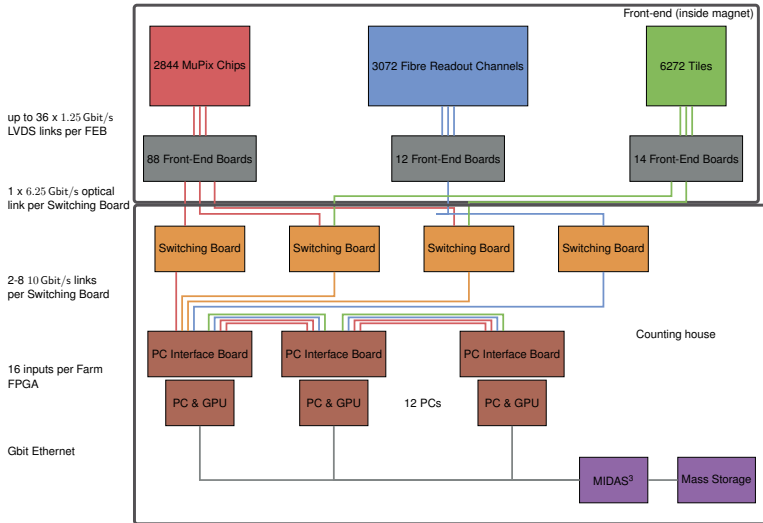 Front-end (inside magnet)
2844 MuPix Chips
3072 Fibre Readout Channels
6272 Tiles
up to 36 x 1.25 Gbit/s
LVDS links per FEB
88 Front-End Boards
12 Front-End Boards
14 Front-End Boards
1 x 6.25 Gbit/s optical
link per Switching Board
Switching Board
Switching Board
Switching Board
Switching Board
2-8 10 Gbit/s links
per Switching Board
Counting house
PC Interface Board
PC Interface Board
PC Interface Board
16 inputs per Farm
FPGA
PC & GPU
PC & GPU
12 PCs
PC & GPU
Gbit Ethernet
MIDAS³
Mass Storage